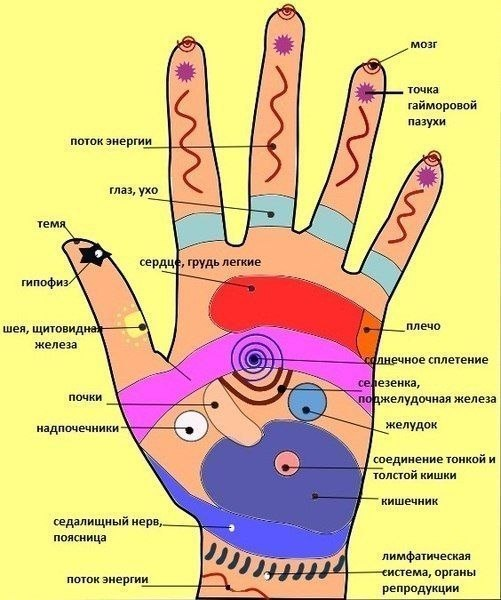 мозг
точка
гайморовой
пазухи
поток энергии
глаз, ухо
темя
сердце, грудь легкие
гипофиз
шея, щитовидная
железа
плечо
солнечное сплетение
селезенка,
поджелудочная железа
почки
надпочечники
желудок
соединение тонкой и
толстой кишки
кишечник
седалищный нерв,
поясница
лимфатическая
система, органы
репродукции
поток энергии